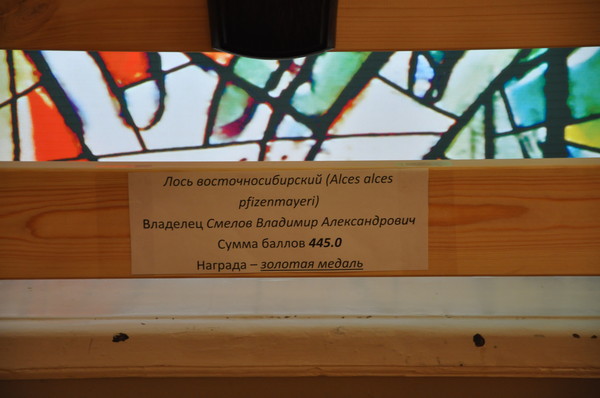 Лось восточносибирский (Alces alces
pfizenmayeri)
Владелец Смелов Владимир Александрович
Сумма баллов 445.0
Награда – золотая медаль